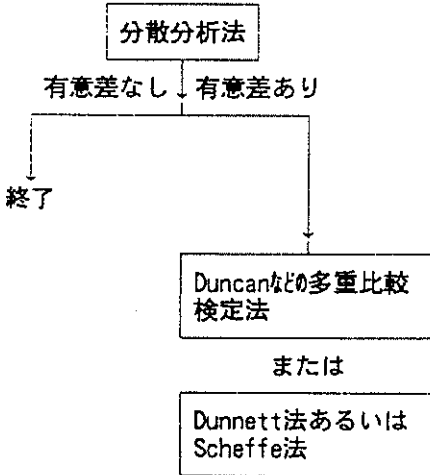 分散分析法
有意差なし 有意差あり
終了
Duncanなどの多重比較
検定法
または
Dunnett法あるいは
Scheffe法